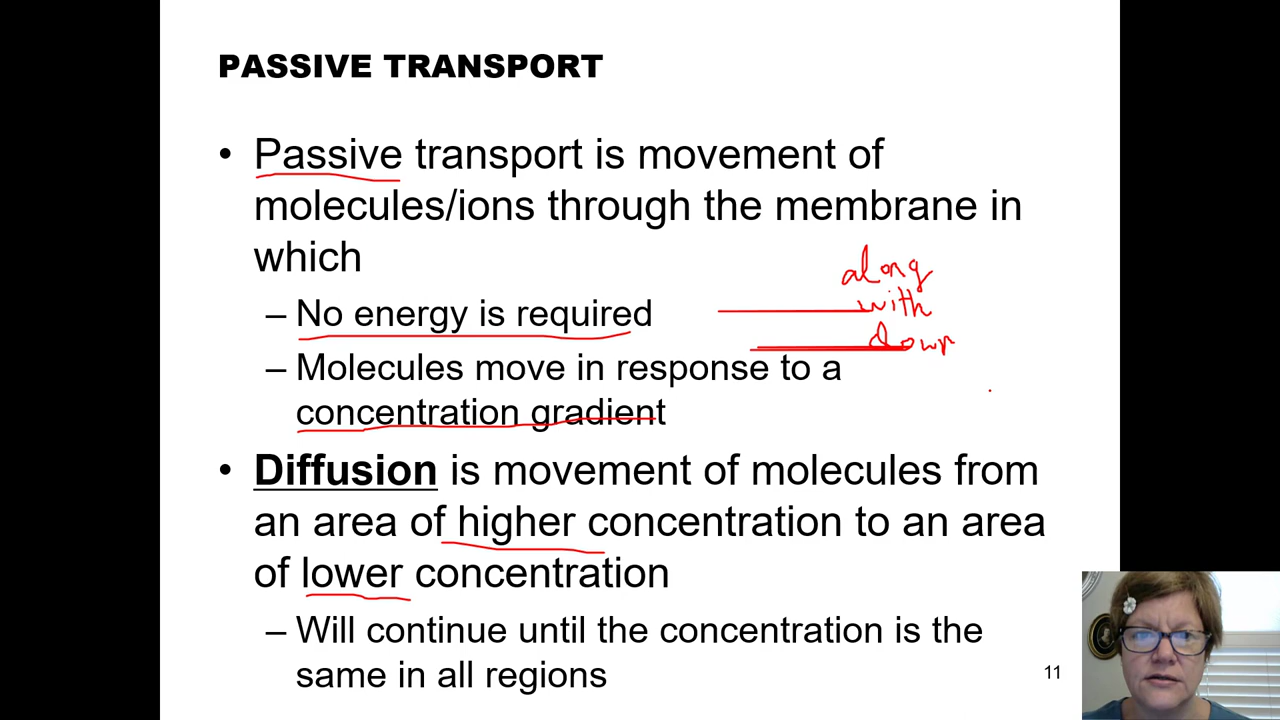 PASSIVE TRANSPORT
• Passive transport is movement of
molecules/ions through the membrane in
which
along
– No energy is required
with
down
– Molecules move in response to a
concentration gradient
• Diffusion is movement of molecules from
an area of higher concentration to an area
of lower concentration
– Will continue until the concentration is the
same in all regions
11